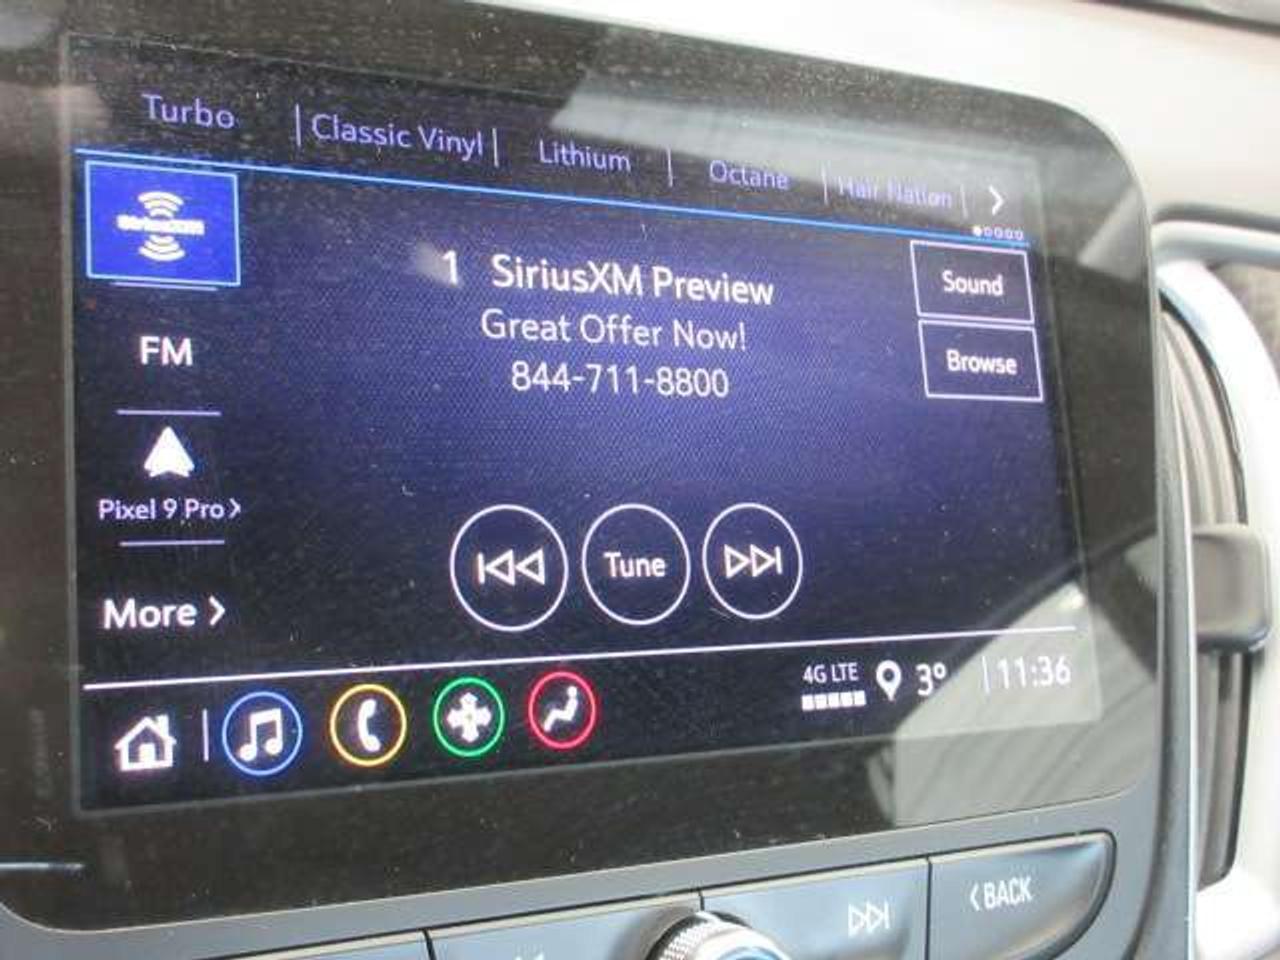 Turbo | Classic Vinyl | Lithium | Octane | Hair Nation |
SiriusXM
1 SiriusXM Preview
Great Offer Now!
844-711-8800
Sound
Browse
FM
Pixel 9 Pro >
More >
Tune
4G LTE
3° | 11:36
< BACK